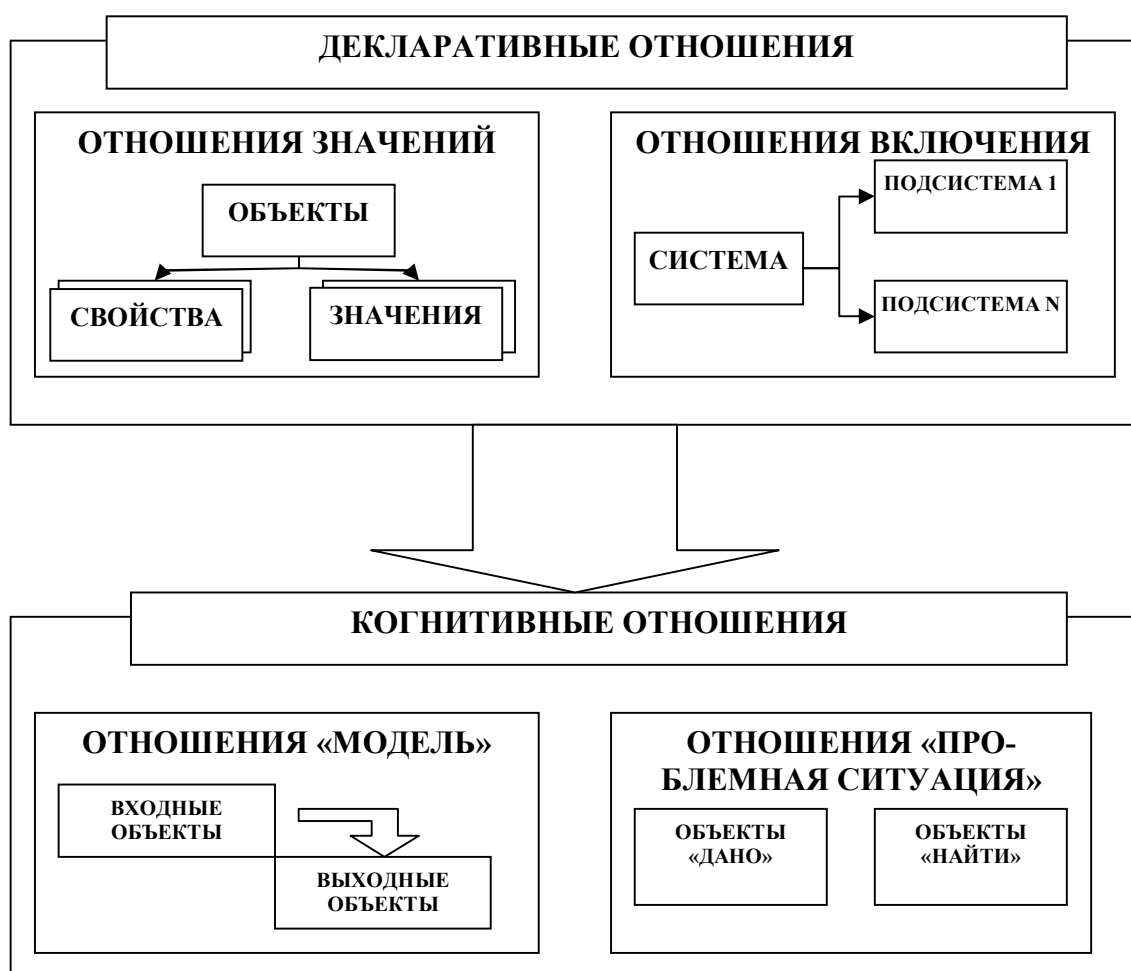 ДЕКЛАРАТИВНЫЕ ОТНОШЕНИЯ
ОТНОШЕНИЯ ЗНАЧЕНИЙ
ОБЪЕКТЫ
СВОЙСТВА
ЗНАЧЕНИЯ
ОТНОШЕНИЯ ВКЛЮЧЕНИЯ
СИСТЕМА
ПОДСИСТЕМА 1
ПОДСИСТЕМА N
КОГНИТИВНЫЕ ОТНОШЕНИЯ
ОТНОШЕНИЯ «МОДЕЛЬ»
ВХОДНЫЕ
ОБЪЕКТЫ
ВЫХОДНЫЕ
ОБЪЕКТЫ
ОТНОШЕНИЯ «ПРО-
БЛЕМНАЯ СИТУАЦИЯ»
ОБЪЕКТЫ
«ДАНО»
ОБЪЕКТЫ
«НАЙТИ»